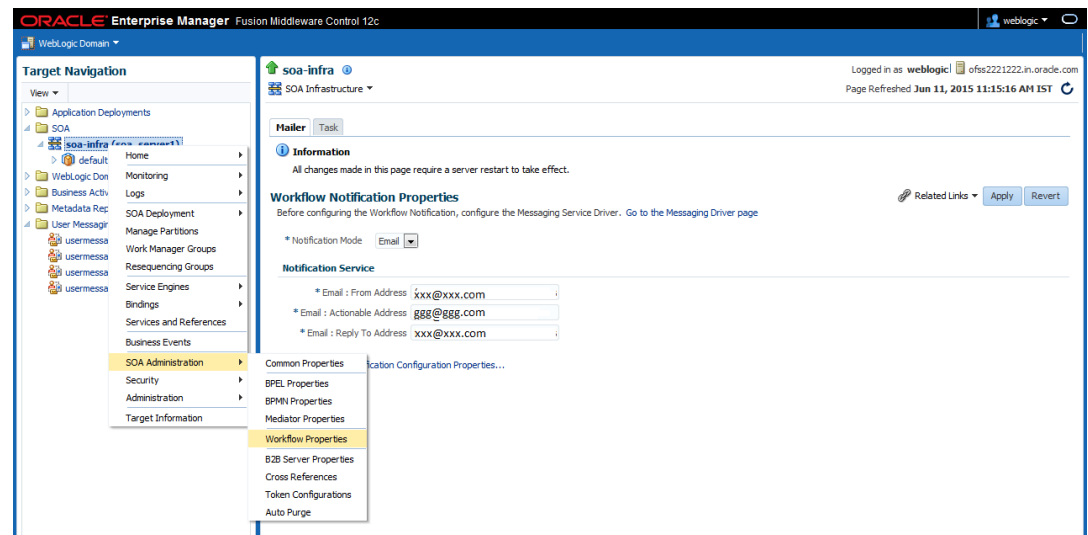 ORACLE Enterprise Manager Fusion Middleware Control 12c
weblogic
WebLogic Domain
Target Navigation
View
Application Deployments
SOA
soa-infra (soa_server1)
default
WebLogic Dom
Business Activ
Metadata Rep
User Messagin
usermessa
usermessa
usermessa
usermessa
Home
Monitoring
Logs
SOA Deployment
Manage Partitions
Work Manager Groups
Resequencing Groups
Service Engines
Bindings
Services and References
Business Events
SOA Administration
Security
Administration
Target Information
Common Properties
BPEL Properties
BPMN Properties
Mediator Properties
Workflow Properties
B2B Server Properties
Cross References
Token Configurations
Auto Purge
soa-infra
SOA Infrastructure
Logged in as weblogic ofss2221222.in.oracle.com
Page Refreshed Jun 11, 2015 11:15:16 AM IST
Mailer Task
Information
All changes made in this page require a server restart to take effect.
Workflow Notification Properties
Related Links Apply Revert
Before configuring the Workflow Notification, configure the Messaging Service Driver. Go to the Messaging Driver page
* Notification Mode Email
Notification Service
* Email : From Address xxx@xxx.com
* Email : Actionable Address ggg@ggg.com
* Email : Reply To Address xxx@xxx.com
ification Configuration Properties...